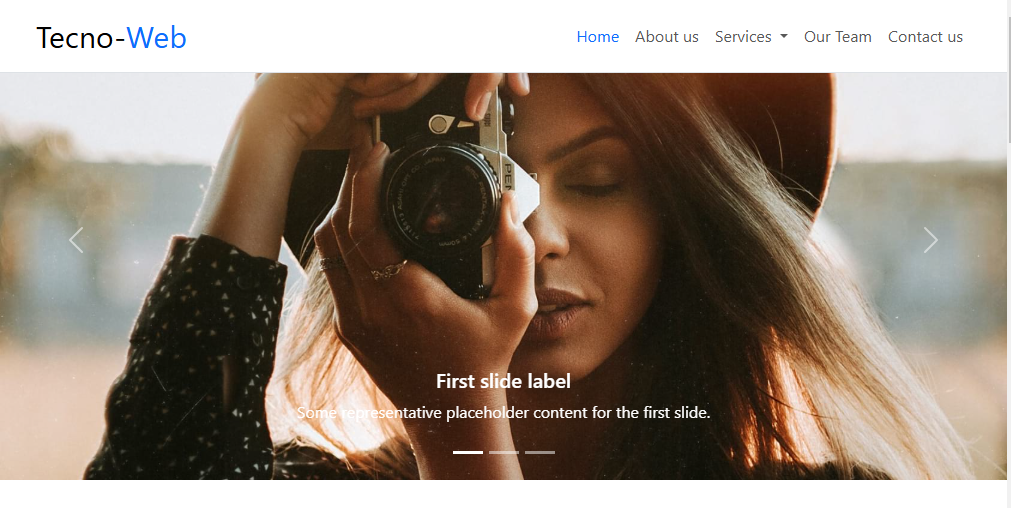 Tecno-Web
Home About us Services Our Team Contact us
PEN
First slide label
Some representative placeholder content for the first slide.